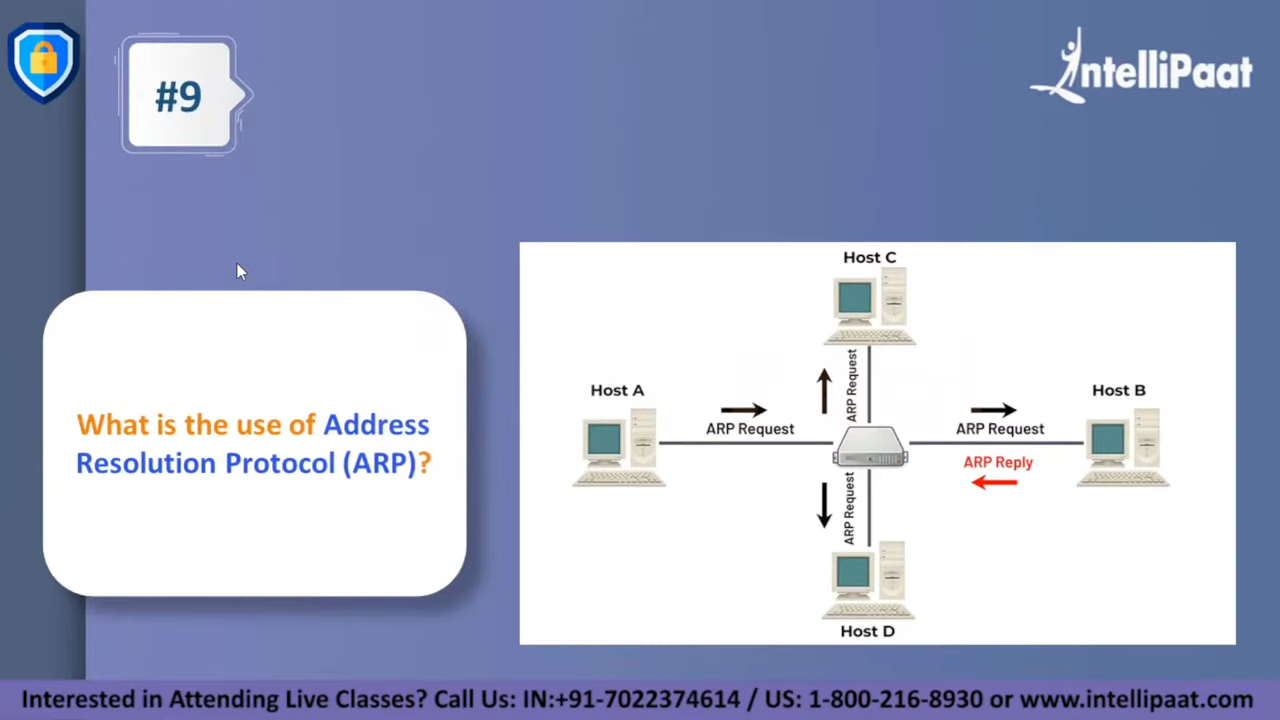 #9
IntelliPaat
What is the use of Address
Resolution Protocol (ARP)?
Host C
Host A
Host B
ARP Request
ARP Request
ARP Request
ARP Reply
ARP Request
Host D
Interested in Attending Live Classes? Call Us: IN:+91-7022374614 / US: 1-800-216-8930 or www.intellipaat.com